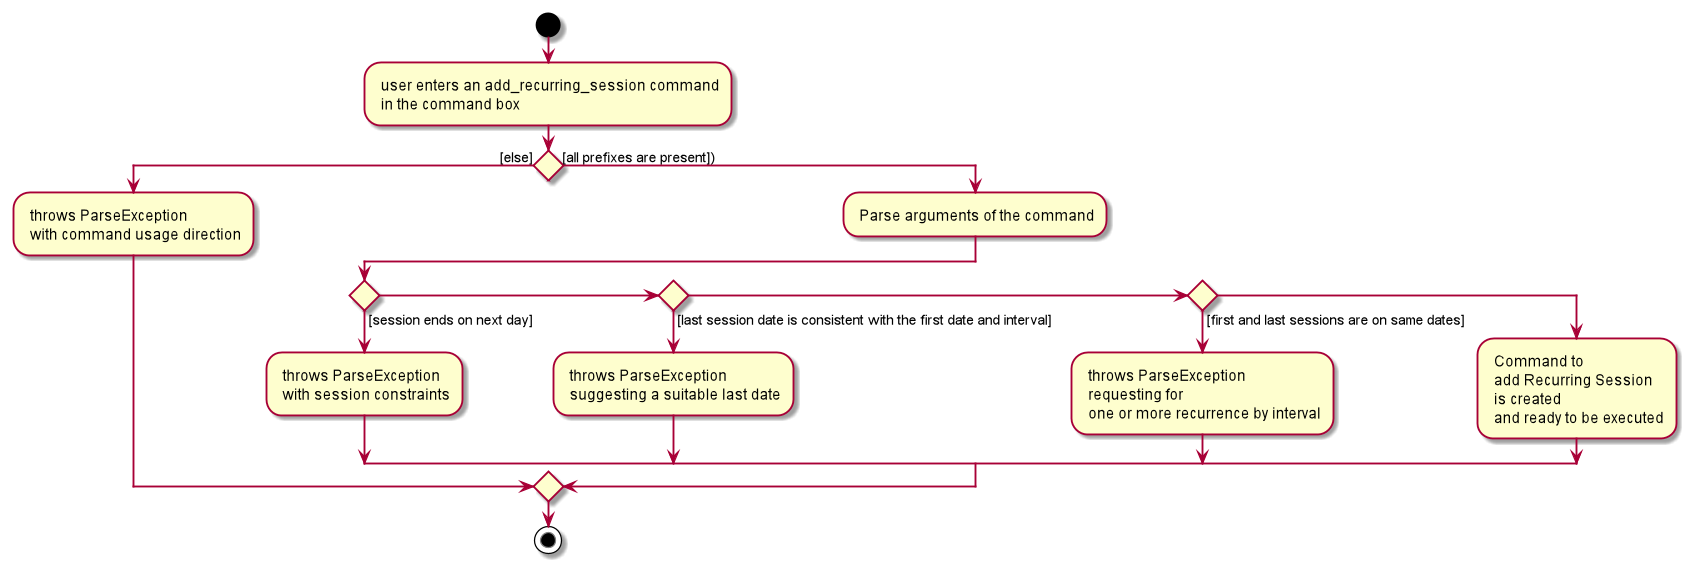 user enters an add_recurring_session command
in the command box
[else]
[all prefixes are present])
throws ParseException
with command usage direction
Parse arguments of the command
[session ends on next day]
[last session date is consistent with the first date and interval]
[first and last sessions are on same dates]
throws ParseException
with session constraints
throws ParseException
suggesting a suitable last date
throws ParseException
requesting for
one or more recurrence by interval
Command to
add Recurring Session
is created
and ready to be executed